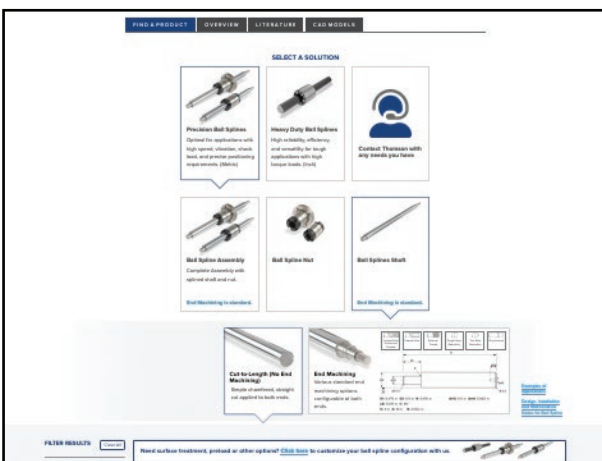 FIND A PRODUCT
OVERVIEW
LITERATURE
CAD MODELS
SELECT A SOLUTION
Precision Ball Splines
Optimal for applications with
high speed, vibration, shock
load, and precise positioning
requirements. (Metric)
Heavy Duty Ball Splines
High reliability, efficiency,
and versatility for tough
applications with high
torque loads. (Inch)
Contact Thomson with
any needs you have
Ball Spline Assembly
Complete Assembly with
splined shaft and nut.
End Machining is standard.
Ball Spline Nut
Ball Splines Shaft
End Machining is standard.
Cut-to-Length (No End
Machining)
Simple chamfered, straight
cut applied to both ends.
End Machining
Various standard end
machining options
configurable at both
ends.
Examples of
FILTER RESULTS
Clear All
Need surface treatment, preload or other options? Click here to customize your ball spline configuration with us